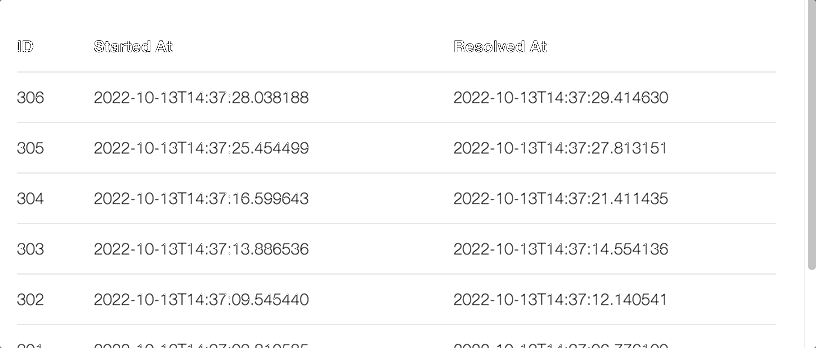 ID Started At Resolved At
306 2022-10-13T14:37:28.038188 2022-10-13T14:37:29.414630
305 2022-10-13T14:37:25.454499 2022-10-13T14:37:27.813151
304 2022-10-13T14:37:16.599643 2022-10-13T14:37:21.411435
303 2022-10-13T14:37:13.886536 2022-10-13T14:37:14.554136
302 2022-10-13T14:37:09.545440 2022-10-13T14:37:12.140541